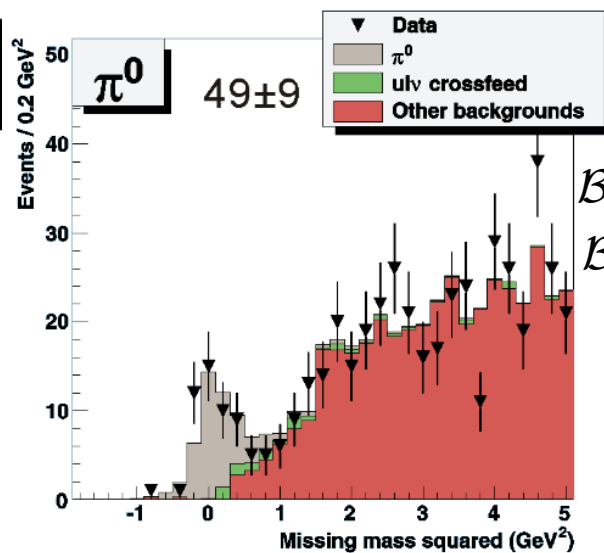 ▼ Data
π⁰
ulν crossfeed
Other backgrounds
π⁰
49±9
Events / 0.2 GeV²
50
40
30
20
10
0
ℬ
ℬ
-1 0 1 2 3 4 5
Missing mass squared (GeV²)